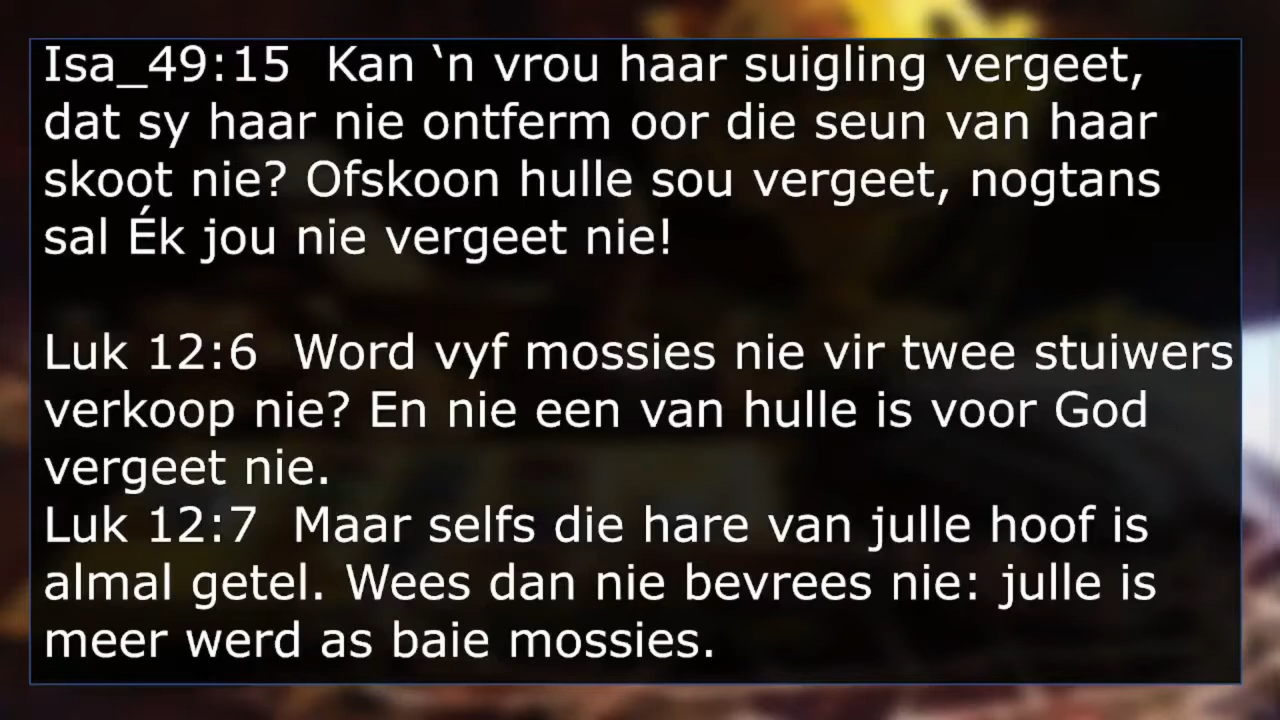 Isa_49:15  Kan ‘n vrou haar suigling vergeet,
dat sy haar nie ontferm oor die seun van haar
skoot nie? Ofskoon hulle sou vergeet, nogtans
sal Ék jou nie vergeet nie!
Luk 12:6  Word vyf mossies nie vir twee stuiwers
verkoop nie? En nie een van hulle is voor God
vergeet nie.
Luk 12:7  Maar selfs die hare van julle hoof is
almal getel. Wees dan nie bevrees nie: julle is
meer werd as baie mossies.